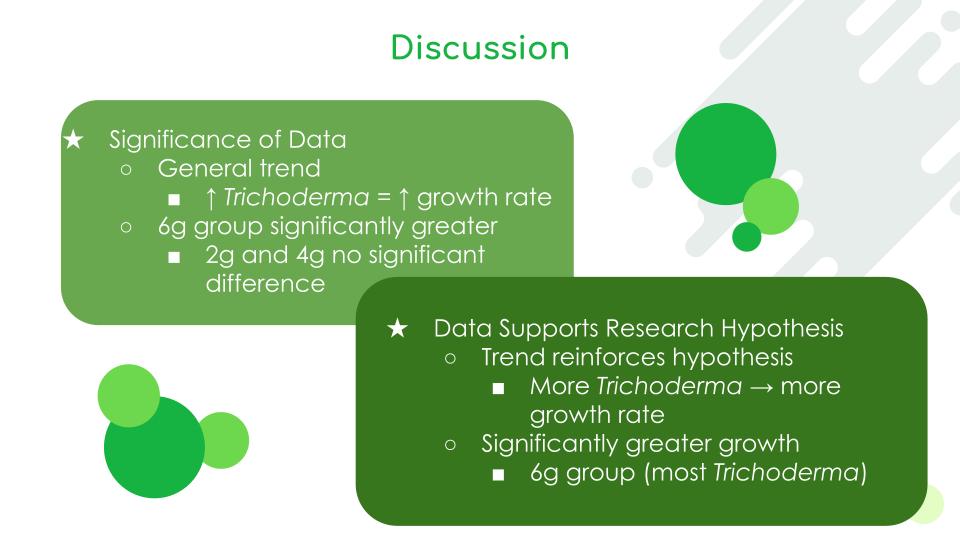 Discussion
★ Significance of Data
○ General trend
■ ↑ Trichoderma = ↑ growth rate
○ 6g group significantly greater
■ 2g and 4g no significant
difference
★ Data Supports Research Hypothesis
○ Trend reinforces hypothesis
■ More Trichoderma → more
growth rate
○ Significantly greater growth
■ 6g group (most Trichoderma)